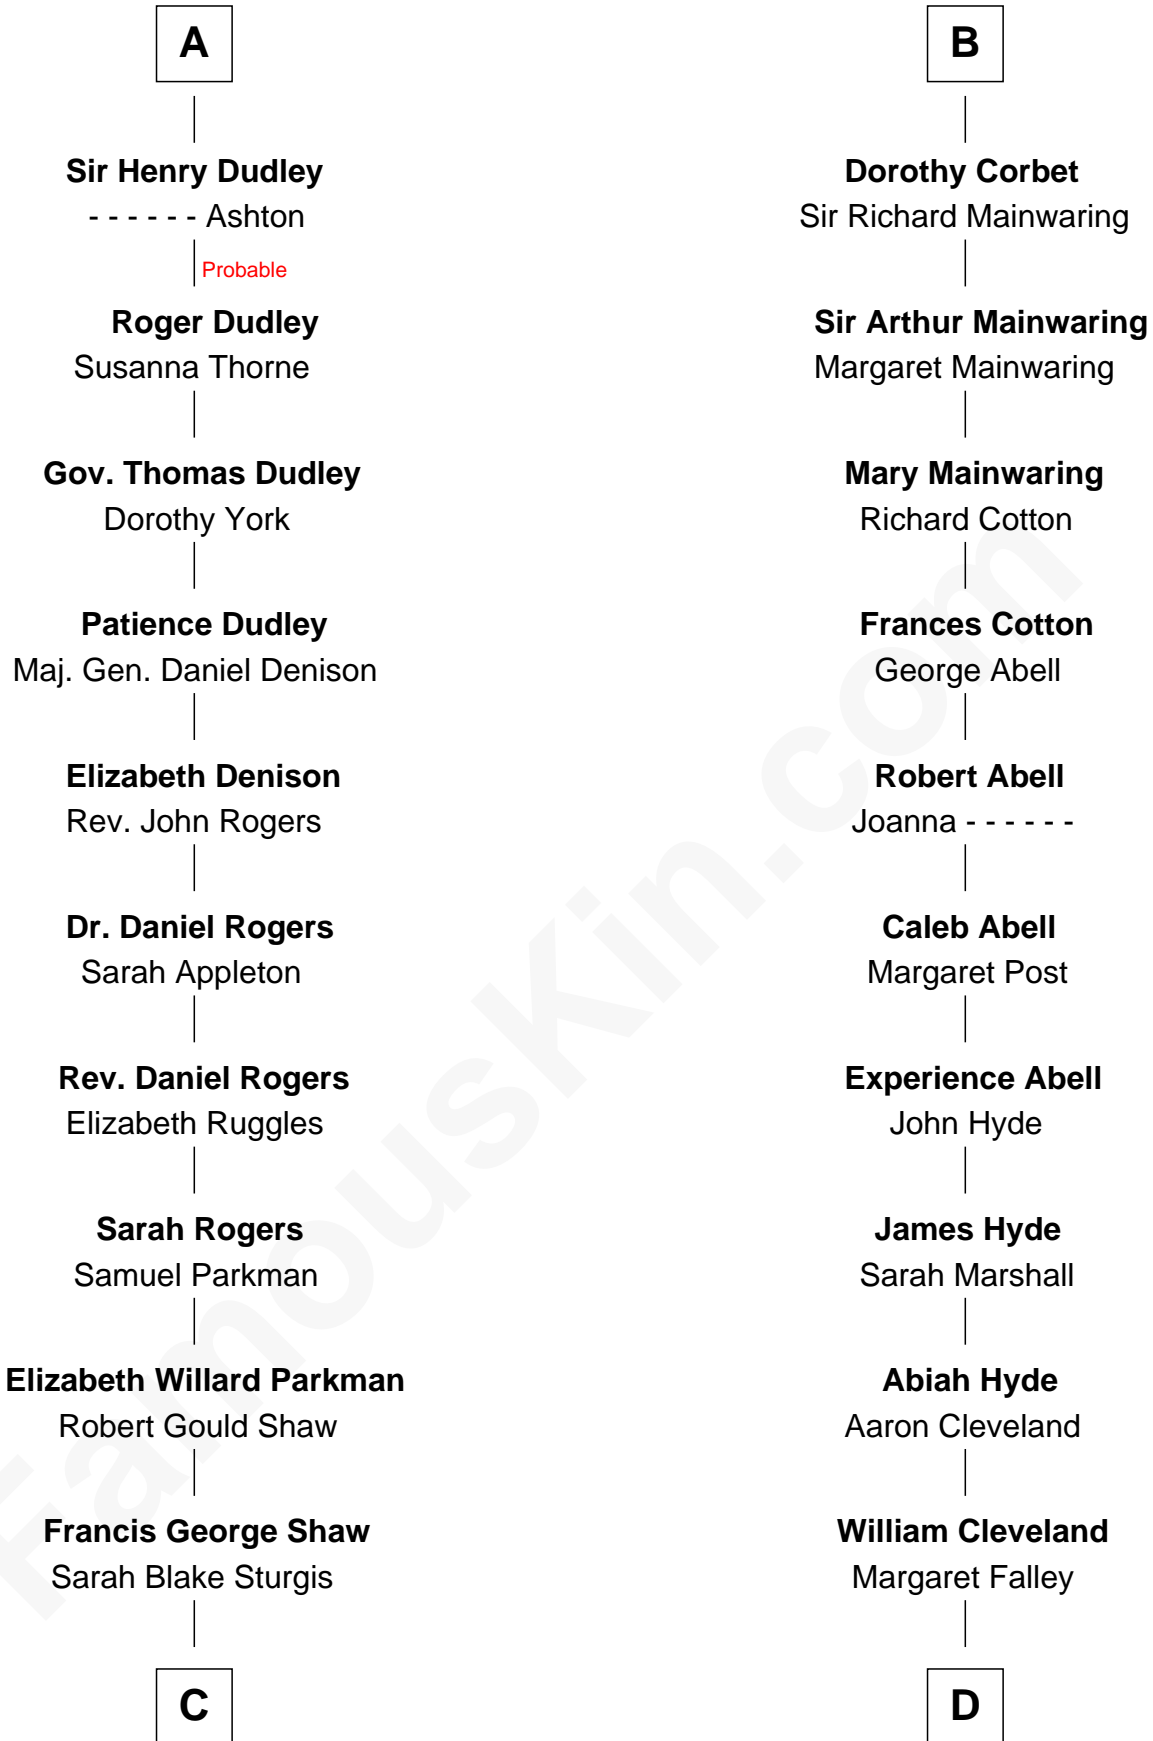 A
Sir Henry Dudley
- - - - - - Ashton
Probable
Roger Dudley
Susanna Thorne
Gov. Thomas Dudley
Dorothy York
Patience Dudley
Maj. Gen. Daniel Denison
Elizabeth Denison
Rev. John Rogers
Dr. Daniel Rogers
Sarah Appleton
Rev. Daniel Rogers
Elizabeth Ruggles
Sarah Rogers
Samuel Parkman
Elizabeth Willard Parkman
Robert Gould Shaw
Francis George Shaw
Sarah Blake Sturgis
C
B
Dorothy Corbet
Sir Richard Mainwaring
Sir Arthur Mainwaring
Margaret Mainwaring
Mary Mainwaring
Richard Cotton
Frances Cotton
George Abell
Robert Abell
Joanna - - - - - -
Caleb Abell
Margaret Post
Experience Abell
John Hyde
James Hyde
Sarah Marshall
Abiah Hyde
Aaron Cleveland
William Cleveland
Margaret Falley
D
FamousKin.com